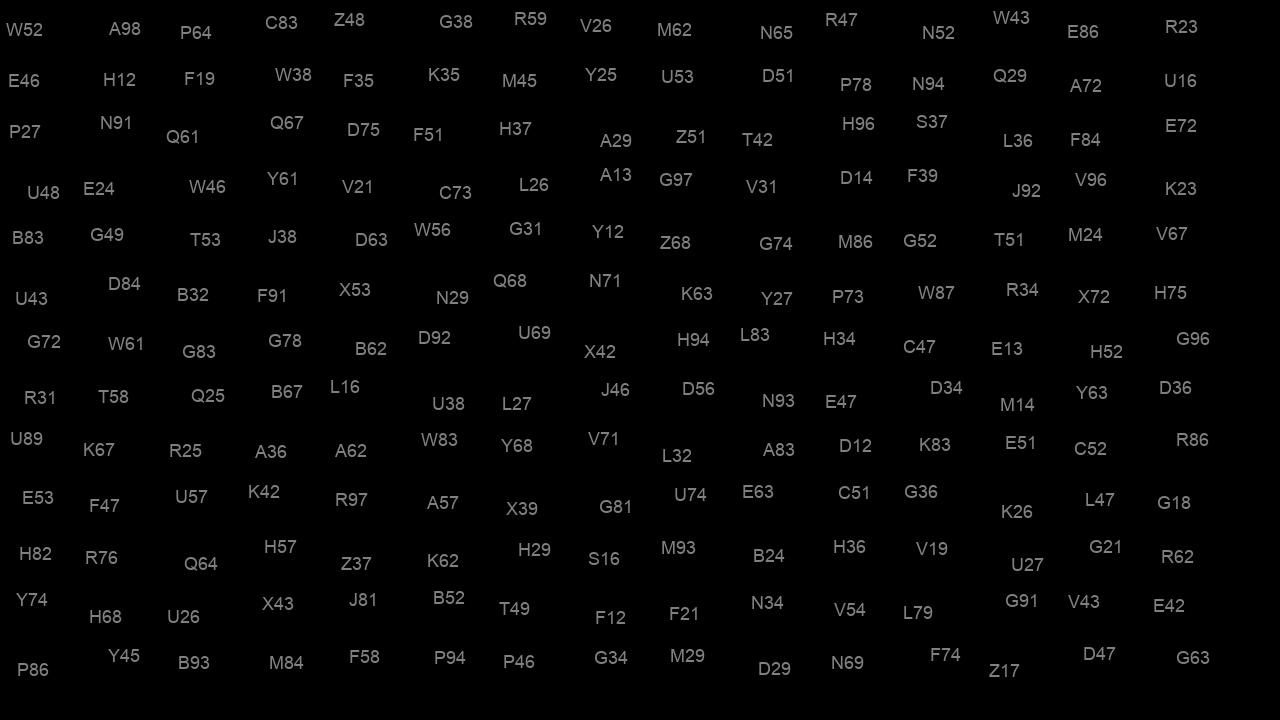 W52 A98 P64 C83 Z48 G38 R59 V26 M62 N65 R47 N52 W43 E86 R23
E46 H12 F19 W38 F35 K35 M45 Y25 U53 D51 P78 N94 Q29 A72 U16
P27 N91 Q61 Q67 D75 F51 H37 A29 Z51 T42 H96 S37 L36 F84 E72
U48 E24 W46 Y61 V21 C73 L26 A13 G97 V31 D14 F39 J92 V96 K23
B83 G49 T53 J38 D63 W56 G31 Y12 Z68 G74 M86 G52 T51 M24 V67
U43 D84 B32 F91 X53 N29 Q68 N71 K63 Y27 P73 W87 R34 X72 H75
G72 W61 G83 G78 B62 D92 U69 X42 H94 L83 H34 C47 E13 H52 G96
R31 T58 Q25 B67 L16 U38 L27 J46 D56 N93 E47 D34 M14 Y63 D36
U89 K67 R25 A36 A62 W83 Y68 V71 L32 A83 D12 K83 E51 C52 R86
E53 F47 U57 K42 R97 A57 X39 G81 U74 E63 C51 G36 K26 L47 G18
H82 R76 Q64 H57 Z37 K62 H29 S16 M93 B24 H36 V19 U27 G21 R62
Y74 H68 U26 X43 J81 B52 T49 F12 F21 N34 V54 L79 G91 V43 E42
P86 Y45 B93 M84 F58 P94 P46 G34 M29 D29 N69 F74 Z17 D47 G63